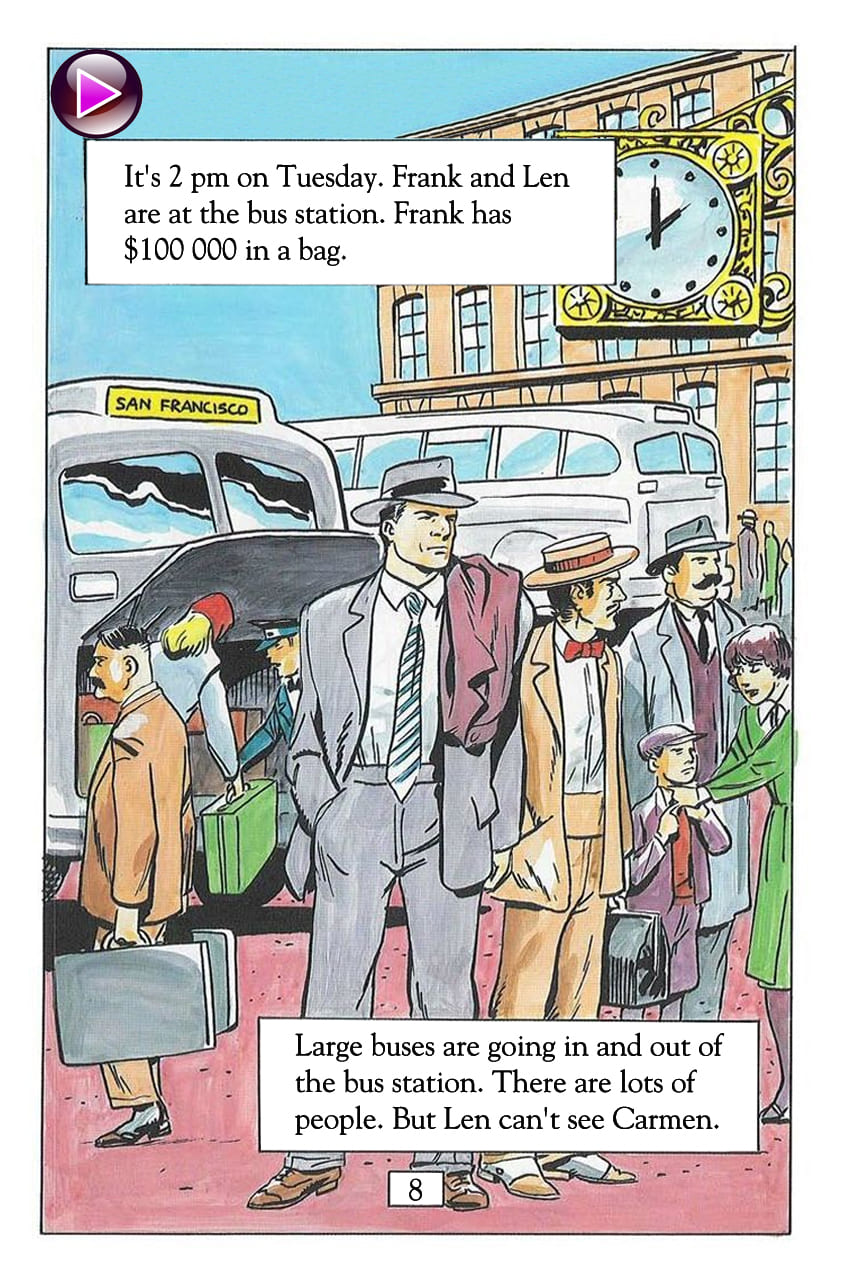 It's 2 pm on Tuesday. Frank and Len
are at the bus station. Frank has
$100 000 in a bag.
SAN FRANCISCO
Large buses are going in and out of
the bus station. There are lots of
people. But Len can't see Carmen.
8